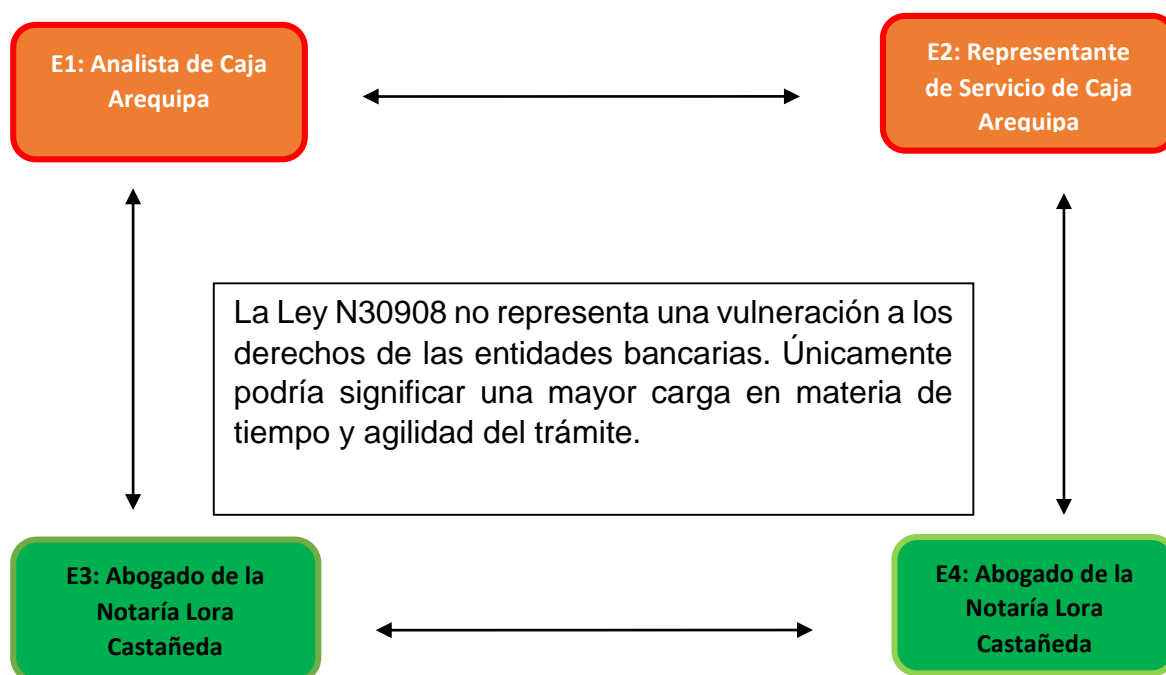 E1: Analista de Caja
Arequipa
E2: Representante
de Servicio de Caja
Arequipa
La Ley N30908 no representa una vulneración a los
derechos de las entidades bancarias. Únicamente
podría significar una mayor carga en materia de
tiempo y agilidad del trámite.
E3: Abogado de la
Notaría Lora
Castañeda
E4: Abogado de la
Notaría Lora
Castañeda